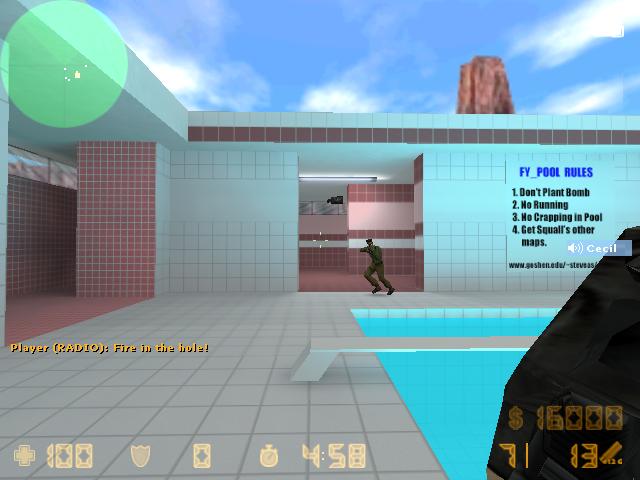 FY_POOL RULES
1. Don't Plant Bomb
2. No Running
3. No Crapping in Pool
4. Get Squall's other
maps.
Cecil
Player (RADIO): Fire in the hole!
$ 16000
100
0
4:58
7|
13